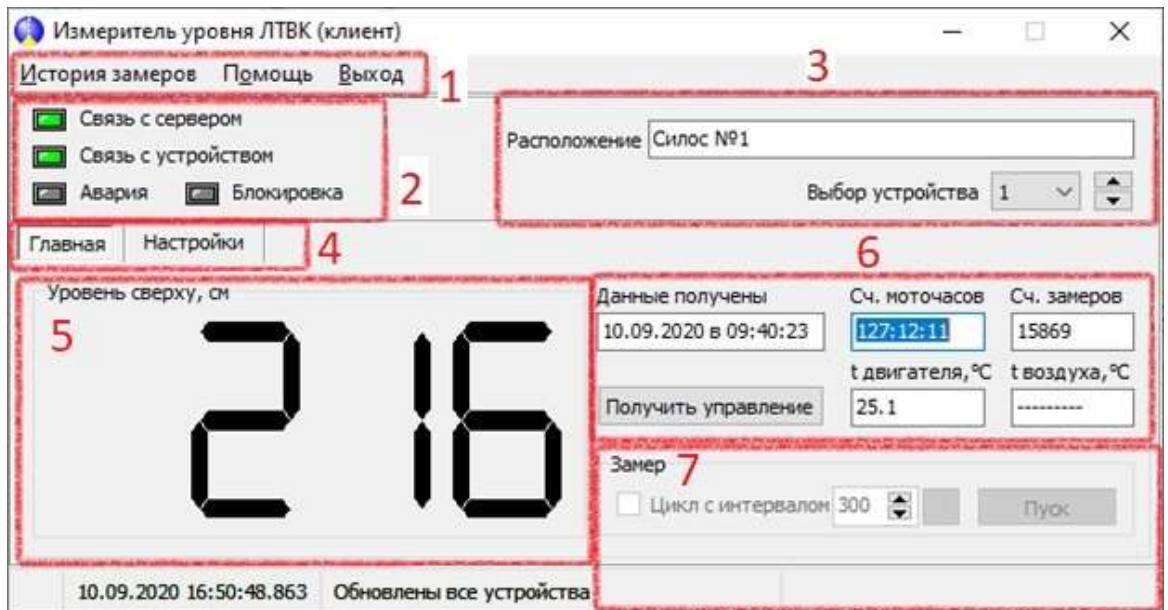 Измеритель уровня ЛТВК (клиент)
История замеров Помощь Выход
1
3
Связь с сервером
Связь с устройством
Авария Блокировка
2
Расположение Силос №1
Выбор устройства 1
Главная Настройки
4
6
Уровень сверху, см
5
216
Данные получены Сч. моточасов Сч. замеров
10.09.2020 в 09:40:23 127:12:11 15869
t двигателя,°C t воздуха,°C
Получить управление 25.1 ---------
Замер
7
Цикл с интервалом 300 Пуск
10.09.2020 16:50:48.863 Обновлены все устройства